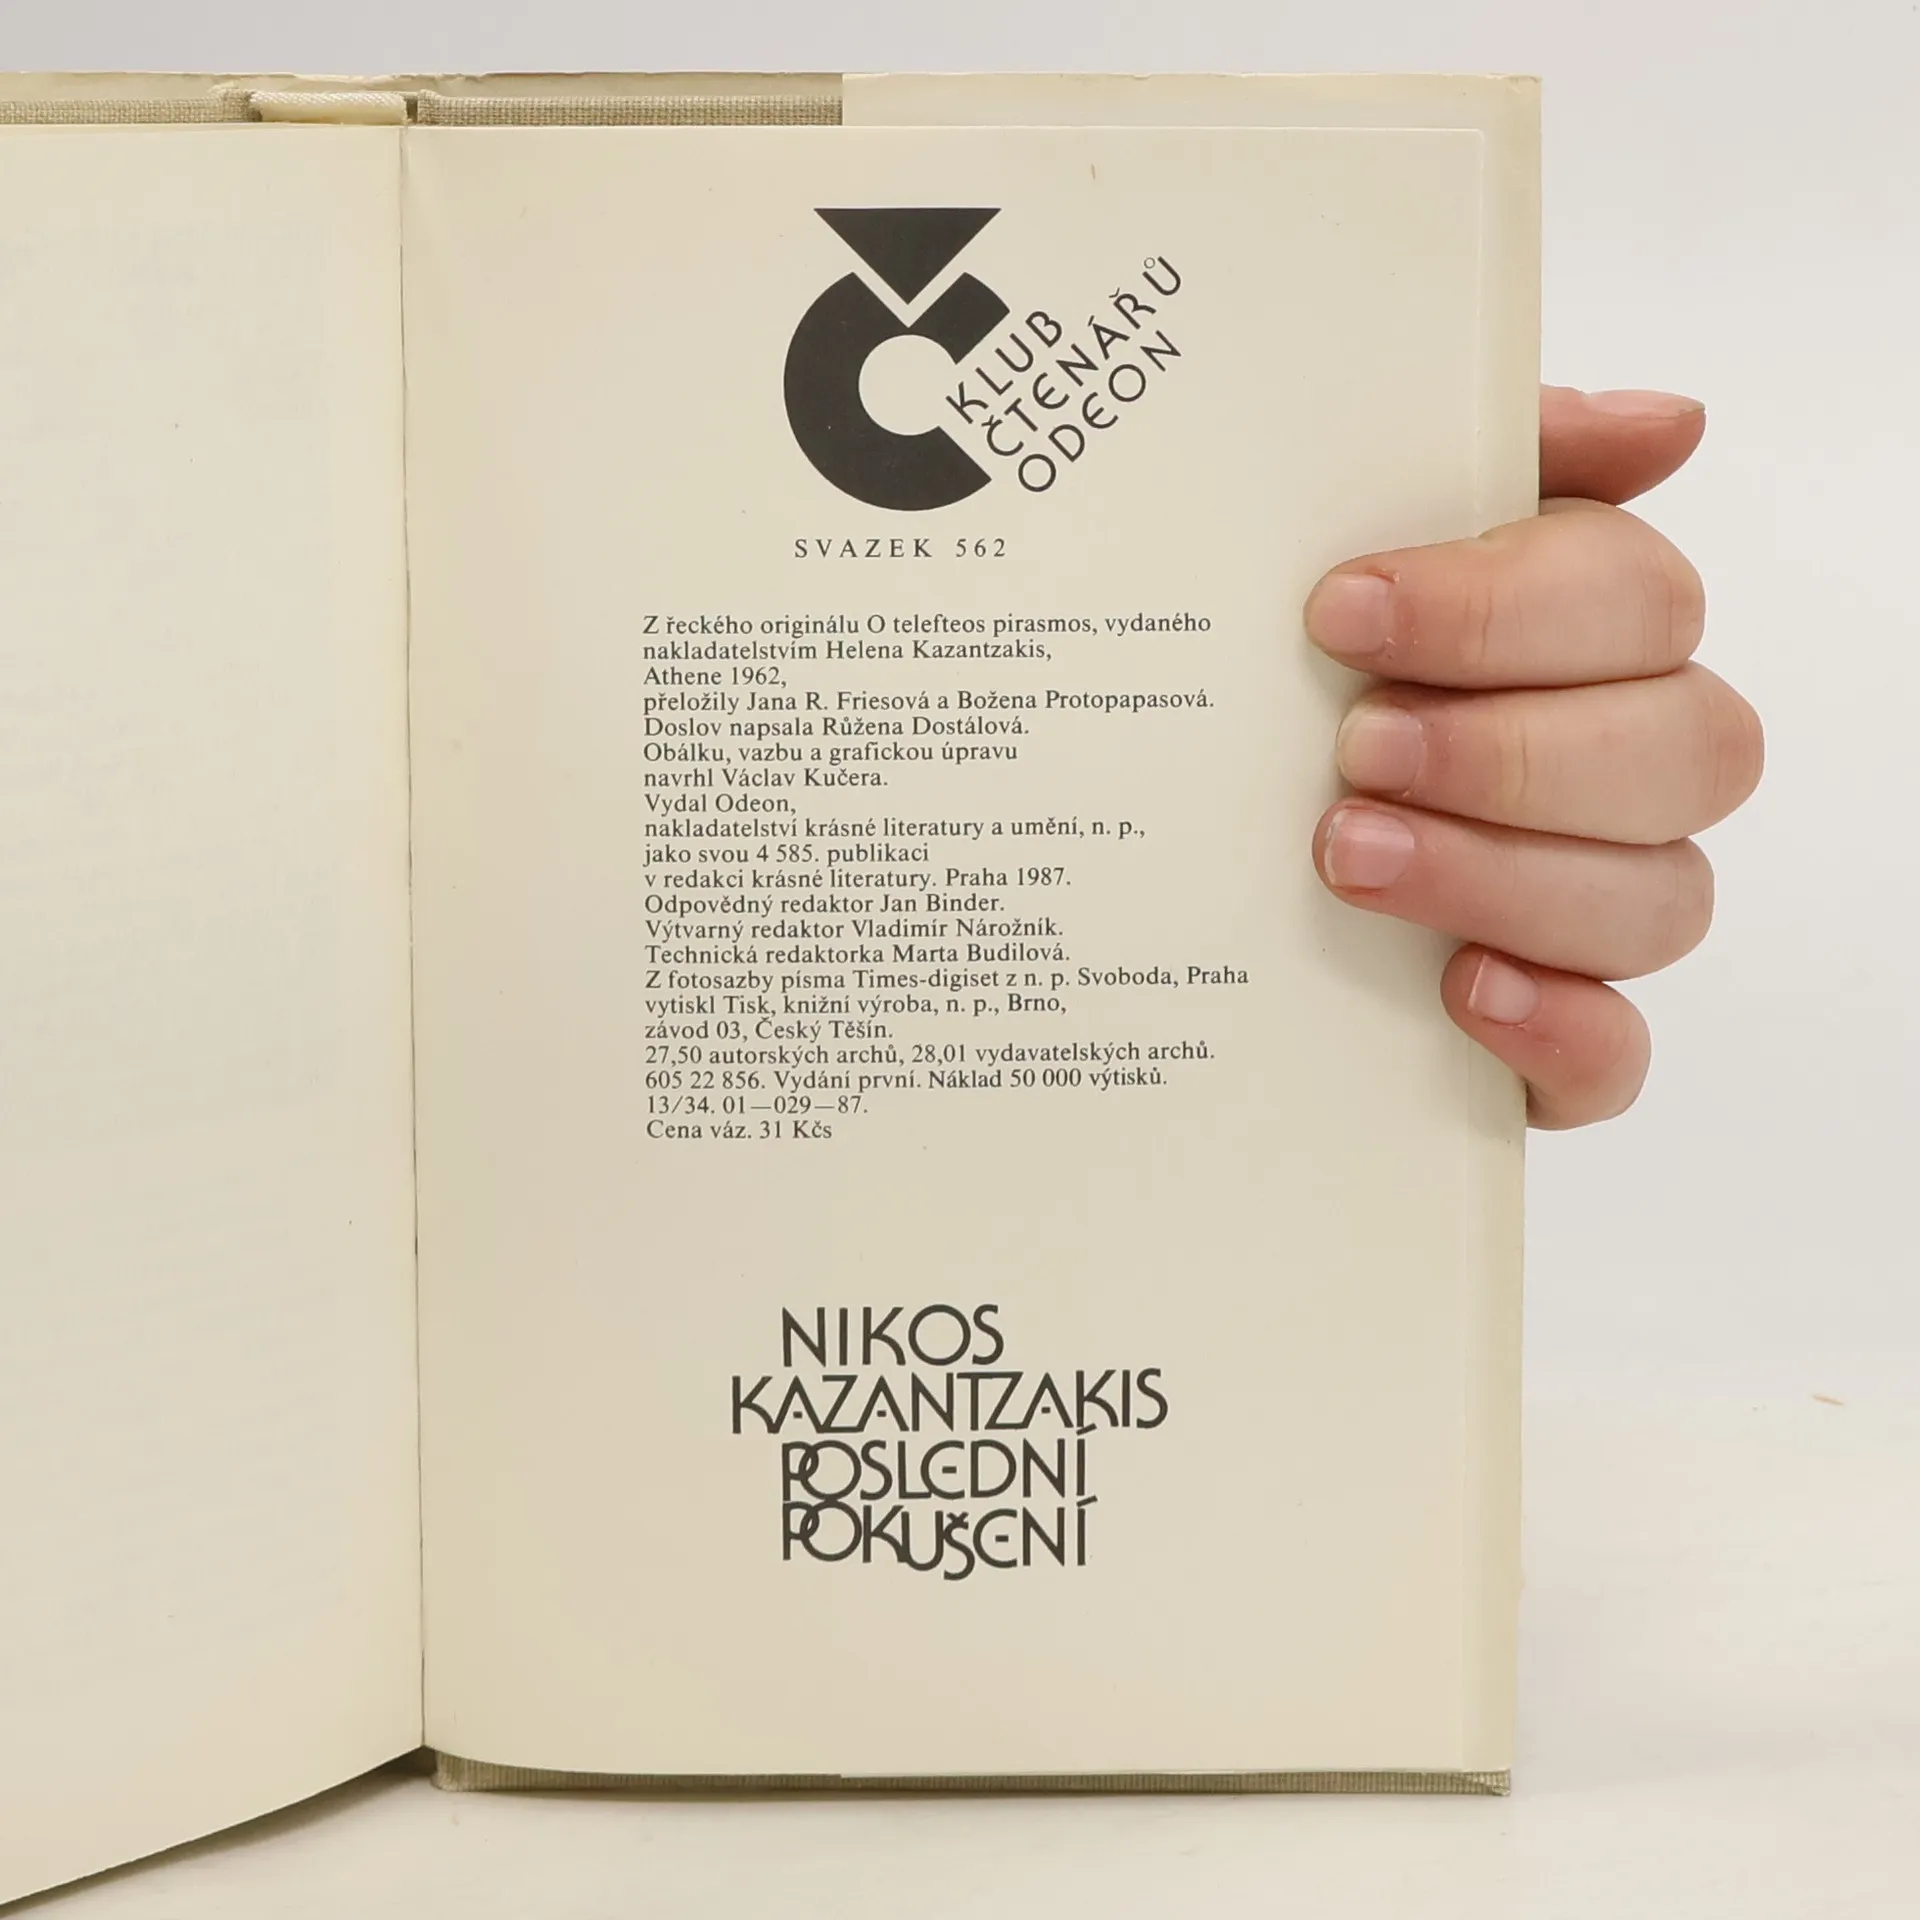 KLUB
ČTENÁŘŮ
ODEON
SVAZEK 562
Z řeckého originálu O telefteos pirasmos, vydaného
nakladatelstvím Helena Kazantzakis,
Athene 1962,
přeložily Jana R. Friesová a Božena Protopapasová.
Doslov napsala Růžena Dostálová.
Obálku, vazbu a grafickou úpravu
navrhl Václav Kučera.
Vydal Odeon,
nakladatelství krásné literatury a umění, n. p.,
jako svou 4 585. publikaci
v redakci krásné literatury. Praha 1987.
Odpovědný redaktor Jan Binder.
Výtvarný redaktor Vladimír Nárožník.
Technická redaktorka Marta Budilová.
Z fotosazby písma Times-digiset z n. p. Svoboda, Praha
vytiskl Tisk, knižní výroba, n. p., Brno,
závod 03, Český Těšín.
27,50 autorských archů, 28,01 vydavatelských archů.
605 22 856. Vydání první. Náklad 50 000 výtisků.
13/34. 01—029—87.
Cena váz. 31 Kčs
NIKOS
KAZANTZAKIS
POSLEDNÍ
POKUŠENÍ